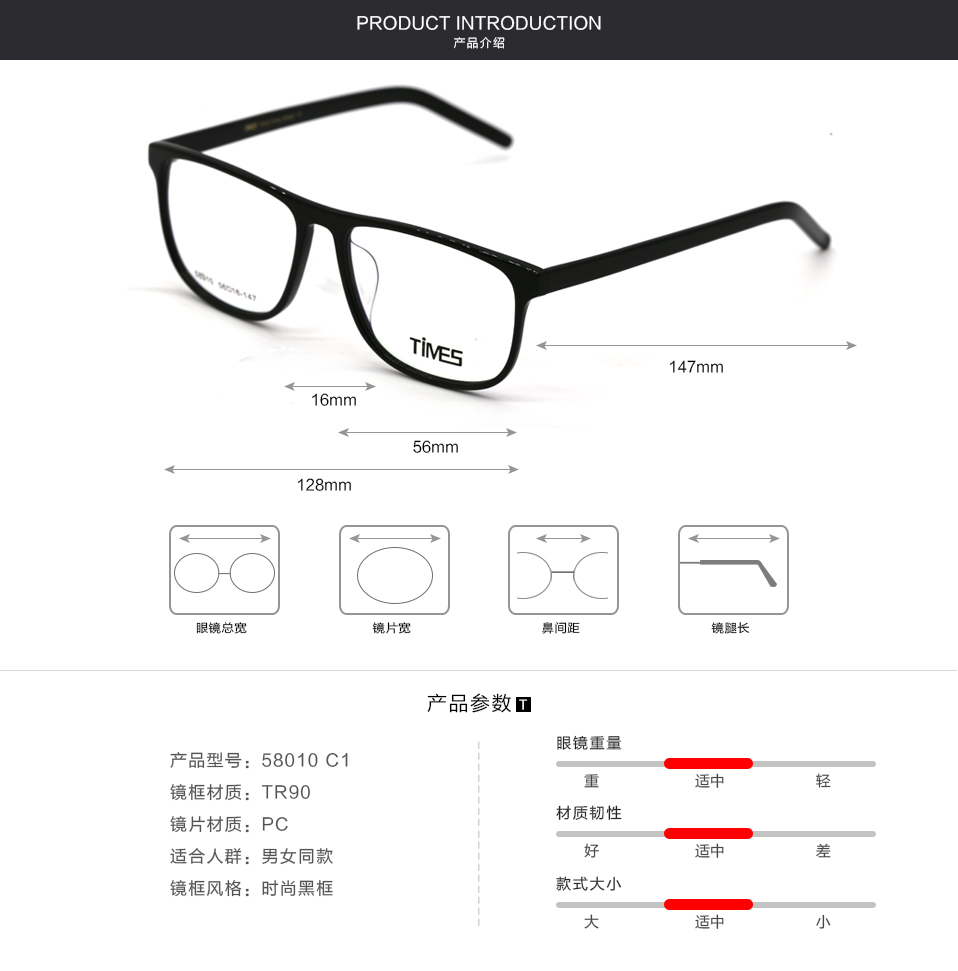 PRODUCT INTRODUCTION
产品介绍
58910 56□16-147
TiMES
147mm
16mm
56mm
128mm
眼镜总宽 镜片宽 鼻间距 镜腿长
产品参数 T
产品型号：58010 C1
镜框材质：TR90
镜片材质：PC
适合人群：男女同款
镜框风格：时尚黑框
眼镜重量
重 适中 轻
材质韧性
好 适中 差
款式大小
大 适中 小